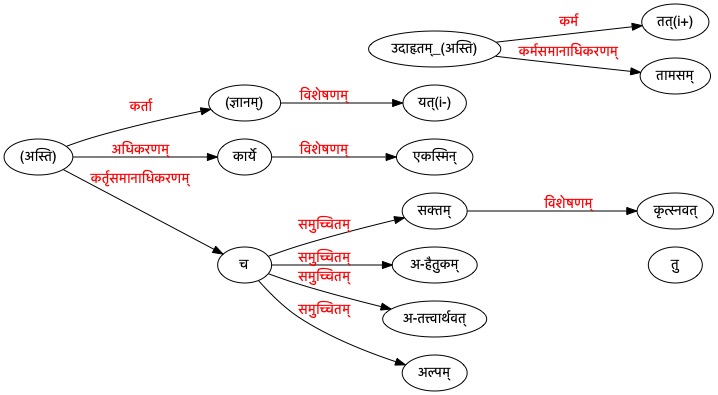 कर्म
तत्(i+)
उदाहृतम्_(अस्ति)
कर्मसमानाधिकरणम्
तामसम्
कर्ता
(ज्ञानम्)
विशेषणम्
यत्(i-)
(अस्ति)
अधिकरणम्
कार्ये
विशेषणम्
एकस्मिन्
कर्तृसमानाधिकरणम्
सक्तम्
विशेषणम्
कृत्स्नवत्
समुच्चितम्
च
समुच्चितम्
अ-हैतुकम्
तु
समुच्चितम्
अ-तत्त्वार्थवत्
समुच्चितम्
अल्पम्